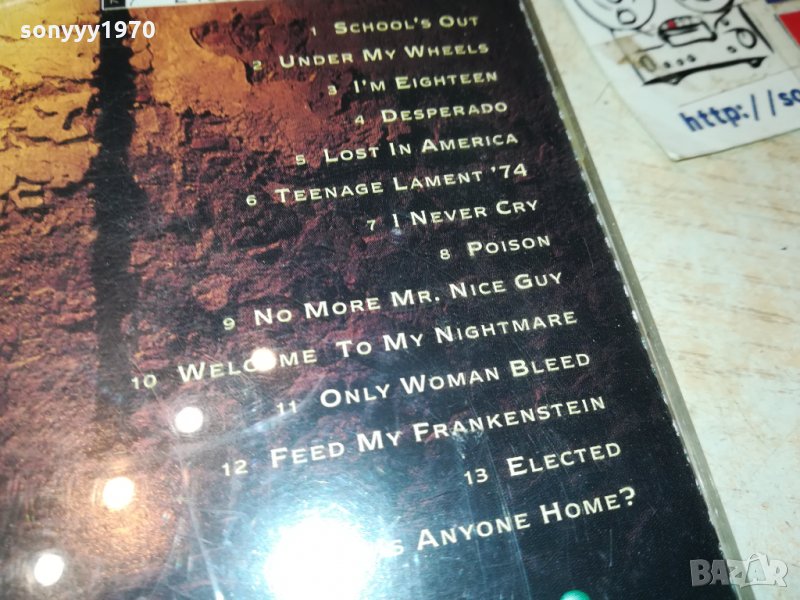 sonyyy1970
1 SCHOOL'S OUT
2 UNDER MY WHEELS
3 I'M EIGHTEEN
4 DESPERADO
5 LOST IN AMERICA
6 TEENAGE LAMENT '74
7 I NEVER CRY
8 POISON
9 NO MORE MR. NICE GUY
10 WELCOME TO MY NIGHTMARE
11 ONLY WOMAN BLEED
12 FEED MY FRANKENSTEIN
13 ELECTED
IS ANYONE HOME?
http://so
BAZAR